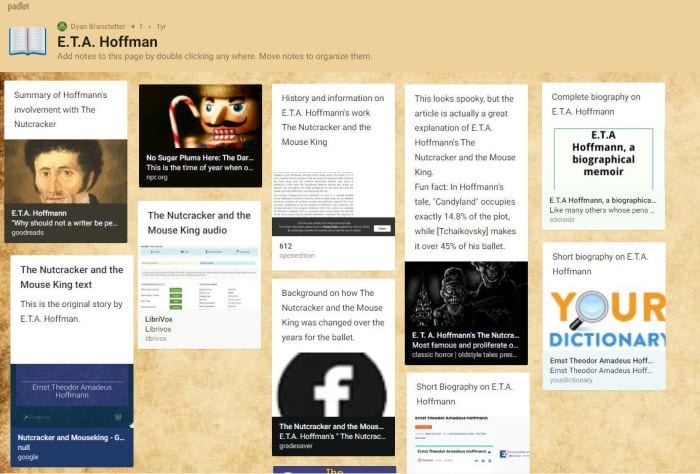 padlet
Dyan Branstetter + 1 • 1yr
E.T.A. Hoffman
Add notes to this page by double clicking any where. Move notes to organize them.
Summary of Hoffmann's
involvement with The
Nutcracker
E.T.A. Hoffmann
"Why should not a writer be pe...
goodreads
The Nutcracker and the
Mouse King text
This is the original story by
E.T.A. Hoffman.
Ernst Theodor Amadeus
Hoffmann
Nutcracker and Mouseking - G...
null
google
No Sugar Plums Here: The Dar...
This is the time of year when o...
npr.org
The Nutcracker and the
Mouse King audio
LibriVox
Librivox
librivox
History and information on
E.T.A. Hoffmann's work
The Nutcracker and the
Mouse King
612
openedition
Background on how The
Nutcracker and the Mouse
King was changed over the
years for the ballet.
The Nutcracker and the Mous...
E.T.A. Hoffman's " The Nutcrac...
gradesaver
The
This looks spooky, but the
article is actually a great
explanation of E.T.A.
Hoffmann's The
Nutcracker and the Mouse
King.
Fun fact: In Hoffmann's
tale, "Candyland" occupies
exactly 14.8% of the plot,
while [Tchaikovsky] makes
it over 45% of his ballet.
E. T. A. Hoffmann's The Nutcra...
Most famous and proliferate o...
classic horror | oldstyle tales pres...
Short Biography on E.T.A.
Hoffmann
Ernst Theodor Amadeus Hoffmann
Ernst Theodor Amadeus Hoffmann
Complete biography on
E.T.A. Hoffmann
E.T.A
Hoffmann, a
biographical
memoir
E.T.A Hoffmann, a biographica...
Like many others whose pens ...
adelaide
Short biography on E.T.A.
Hoffmann
YOUR
DICTIONARY
Ernst Theodor Amadeus Hoff...
Ernst Theodor Amadeus Hoff...
yourdictionary